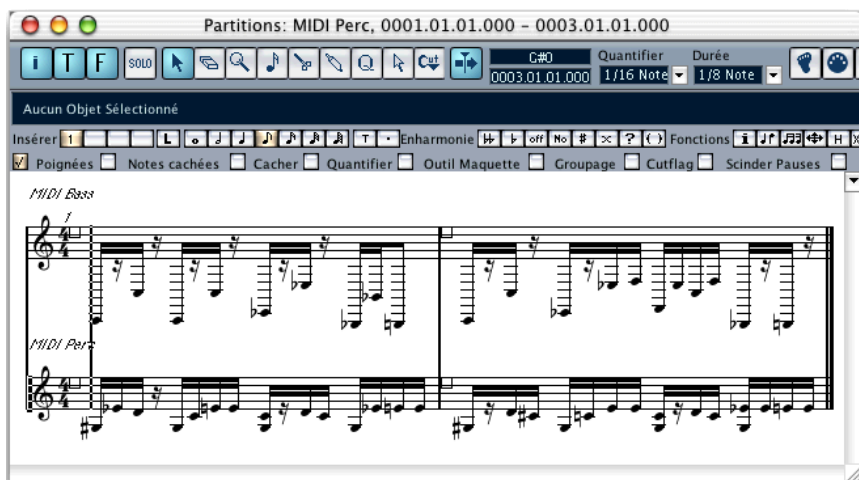 Partitions: MIDI Perc, 0001.01.01.000 - 0003.01.01.000
i T F SOLO Q Cut C#0 Quantifier Durée
0003.01.01.000 1/16 Note 1/8 Note
Aucun Objet Sélectionné
Insérer 1 L T Enharmonie off No # ? ( ) Fonctions i H X
Poignées Notes cachées Cacher Quantifier Outil Maquette Groupage Cutflag Scinder Pauses
MIDI Bass
1
MIDI Perc